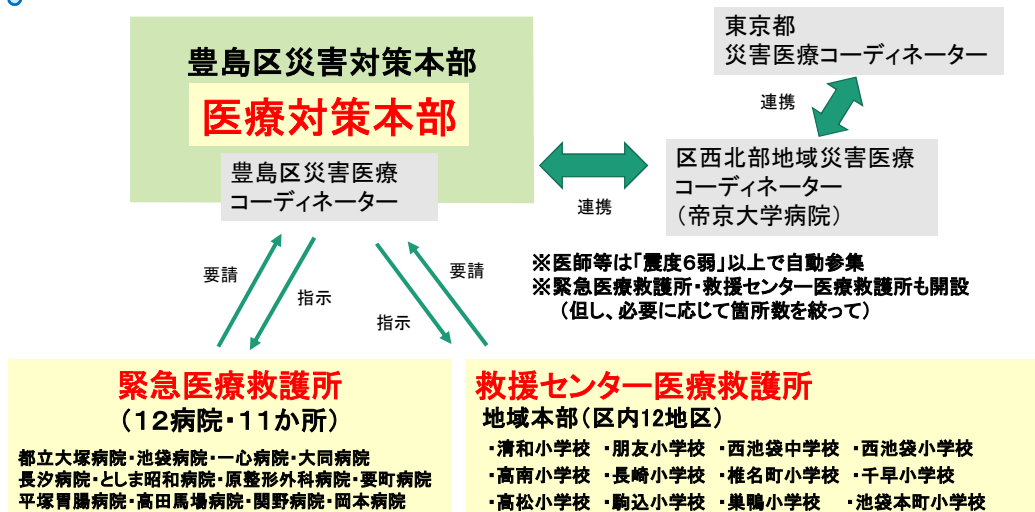 豊島区災害対策本部
医療対策本部
豊島区災害医療
コーディネーター
東京都
災害医療コーディネーター
連携
区西北部地域災害医療
コーディネーター
（帝京大学病院）
連携
要請
指示
指示
要請
※医師等は「震度６弱」以上で自動参集
※緊急医療救護所・救援センター医療救護所も開設
（但し、必要に応じて箇所数を絞って）
緊急医療救護所
（１２病院・１１か所）
都立大塚病院・池袋病院・一心病院・大同病院
長汐病院・としま昭和病院・原整形外科病院・要町病院
平塚胃腸病院・高田馬場病院・関野病院・岡本病院
救援センター医療救護所
地域本部（区内12地区）
・清和小学校 ・朋友小学校 ・西池袋中学校 ・西池袋小学校
・高南小学校 ・長崎小学校 ・椎名町小学校 ・千早小学校
・高松小学校 ・駒込小学校 ・巣鴨小学校 ・池袋本町小学校